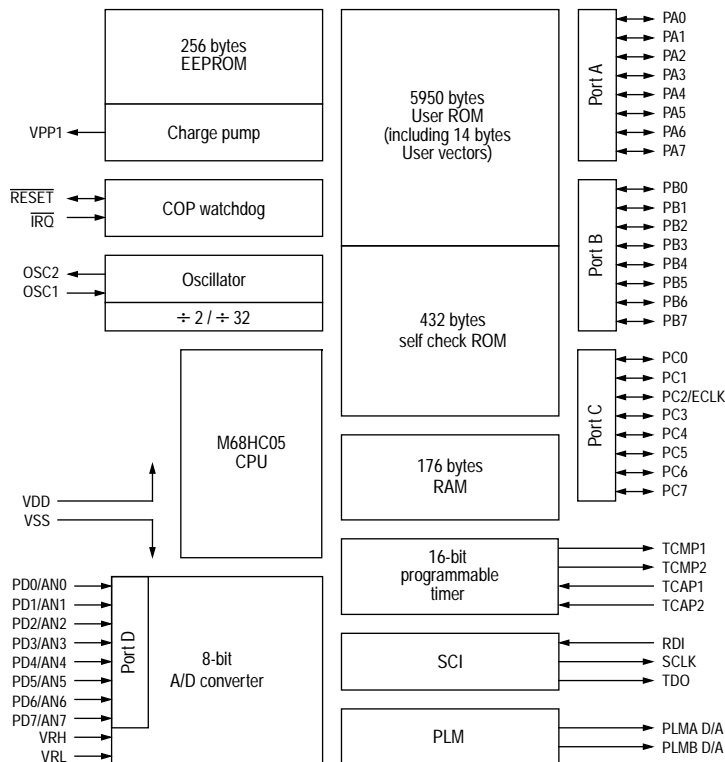 256 bytes
EEPROM
VPP1
Charge pump
RESET
IRQ
COP watchdog
OSC2
OSC1
Oscillator
÷ 2 / ÷ 32
M68HC05
CPU
VDD
VSS
PD0/AN0
PD1/AN1
PD2/AN2
PD3/AN3
PD4/AN4
PD5/AN5
PD6/AN6
PD7/AN7
VRH
VRL
Port D
8-bit
A/D converter
5950 bytes
User ROM
(including 14 bytes
User vectors)
432 bytes
self check ROM
176 bytes
RAM
16-bit
programmable
timer
SCI
PLM
Port A
PA0
PA1
PA2
PA3
PA4
PA5
PA6
PA7
Port B
PB0
PB1
PB2
PB3
PB4
PB5
PB6
PB7
Port C
PC0
PC1
PC2/ECLK
PC3
PC4
PC5
PC6
PC7
TCMP1
TCMP2
TCAP1
TCAP2
RDI
SCLK
TDO
PLMA D/A
PLMB D/A